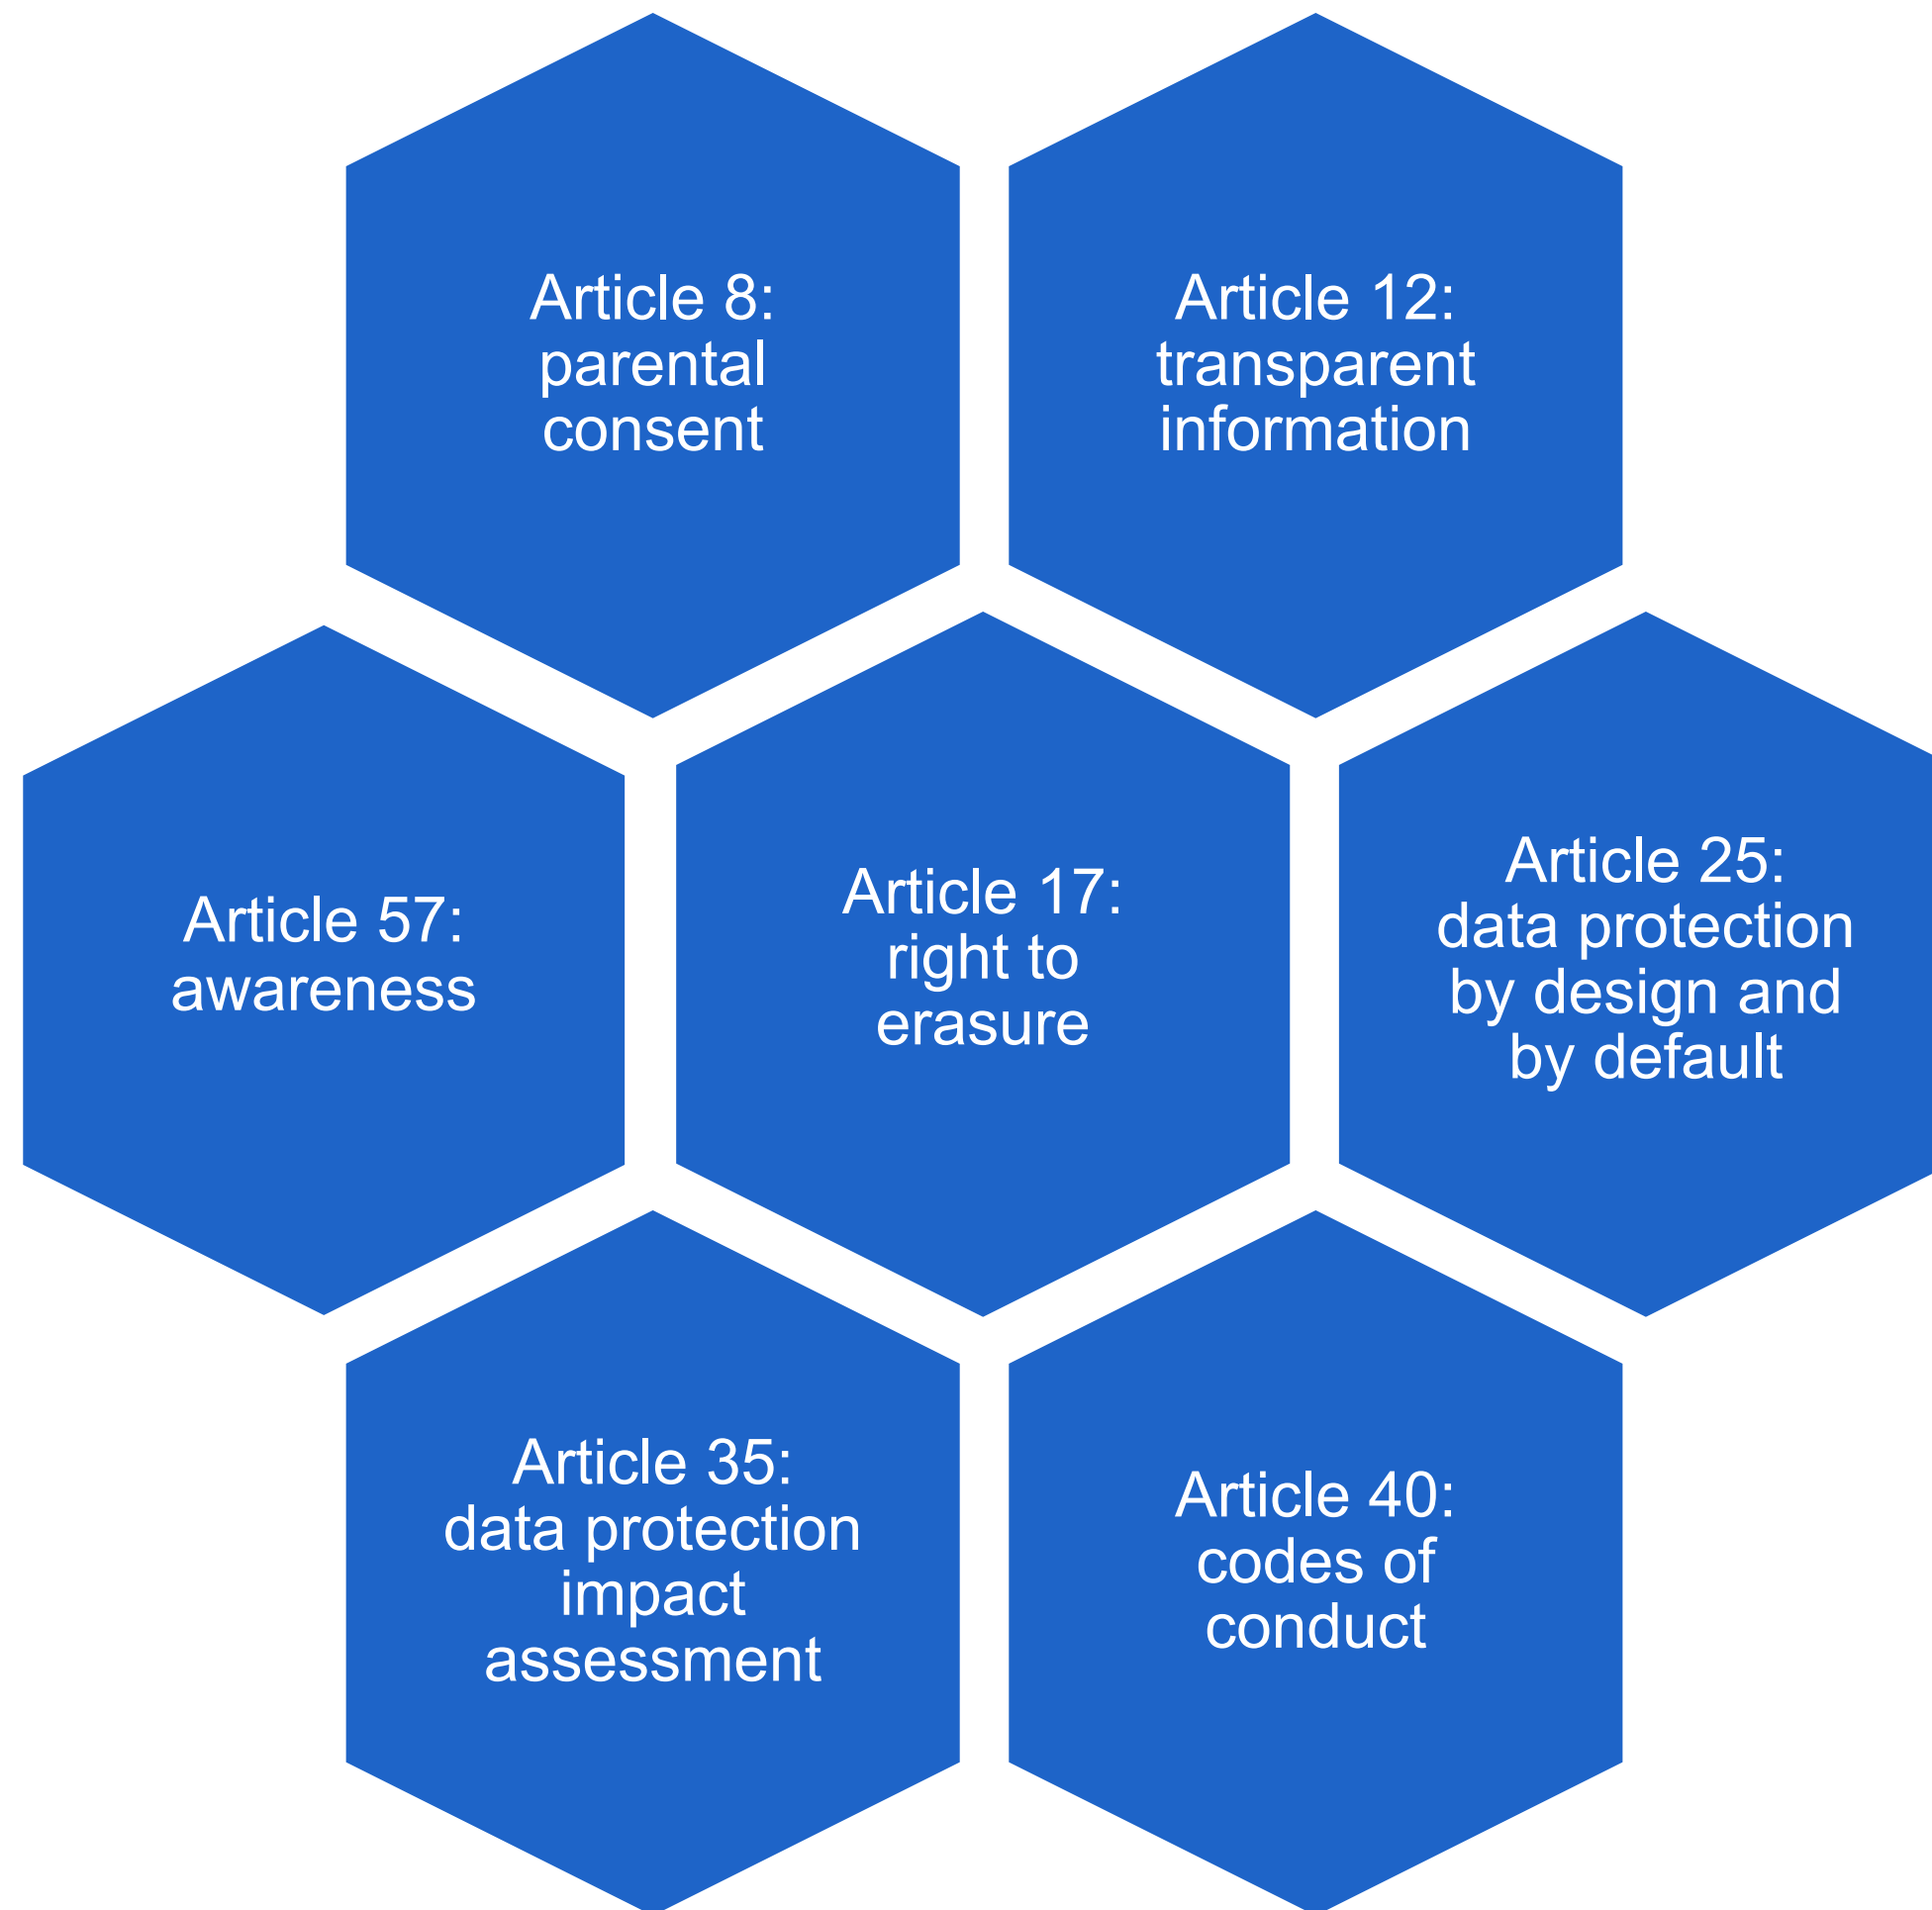 Article 8:
parental
consent
Article 12:
transparent
information
Article 57:
awareness
Article 17:
right to
erasure
Article 25:
data protection
by design and
by default
Article 35:
data protection
impact
assessment
Article 40:
codes of
conduct